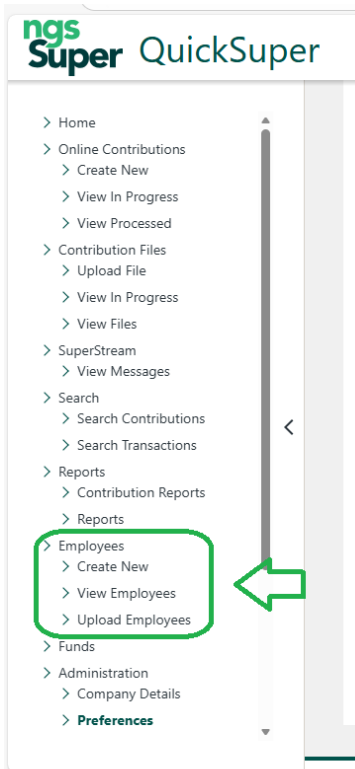 ngs
Super QuickSuper
Home
Online Contributions
Create New
View In Progress
View Processed
Contribution Files
Upload File
View In Progress
View Files
SuperStream
View Messages
Search
Search Contributions
Search Transactions
Reports
Contribution Reports
Reports
Employees
Create New
View Employees
Upload Employees
Funds
Administration
Company Details
Preferences